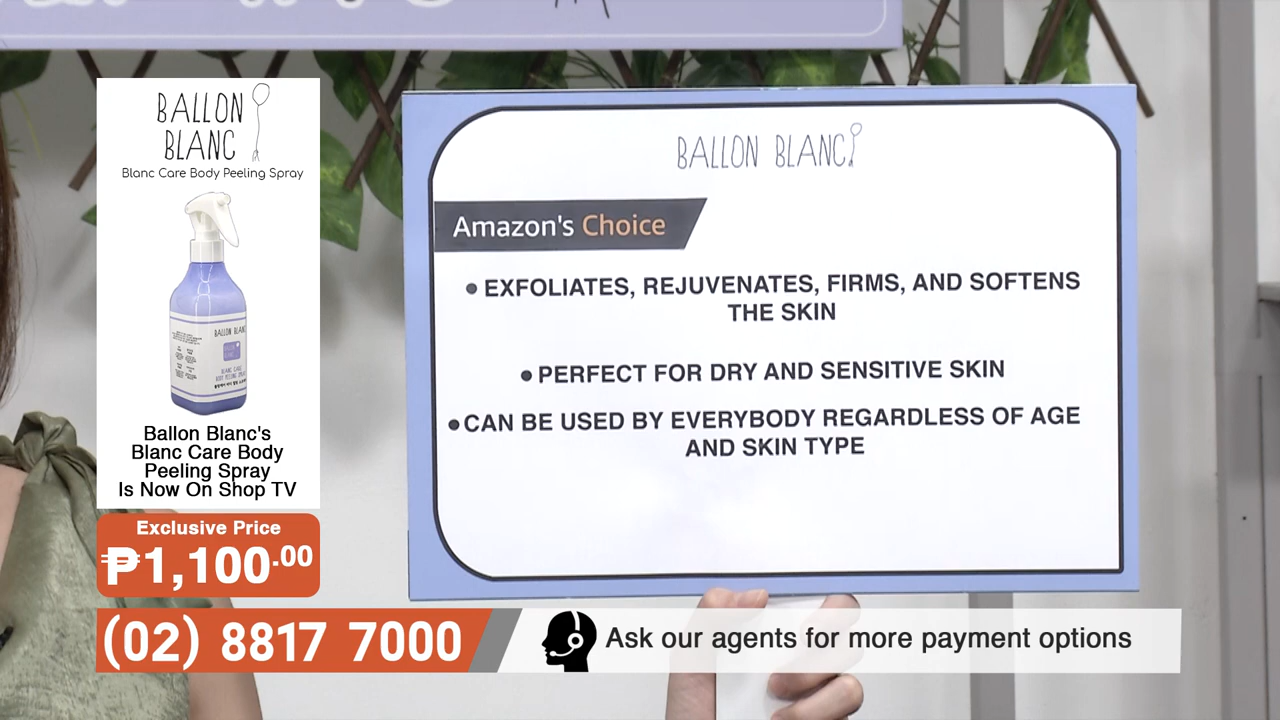 BALLON
BLANC
Blanc Care Body Peeling Spray
BALLON BLANC
Ballon Blanc's
Blanc Care Body
Peeling Spray
Is Now On Shop TV
Exclusive Price
₱1,100.00
(02) 8817 7000
Ask our agents for more payment options
BALLON BLANC
Amazon's Choice
• EXFOLIATES, REJUVENATES, FIRMS, AND SOFTENS
THE SKIN
• PERFECT FOR DRY AND SENSITIVE SKIN
• CAN BE USED BY EVERYBODY REGARDLESS OF AGE
AND SKIN TYPE